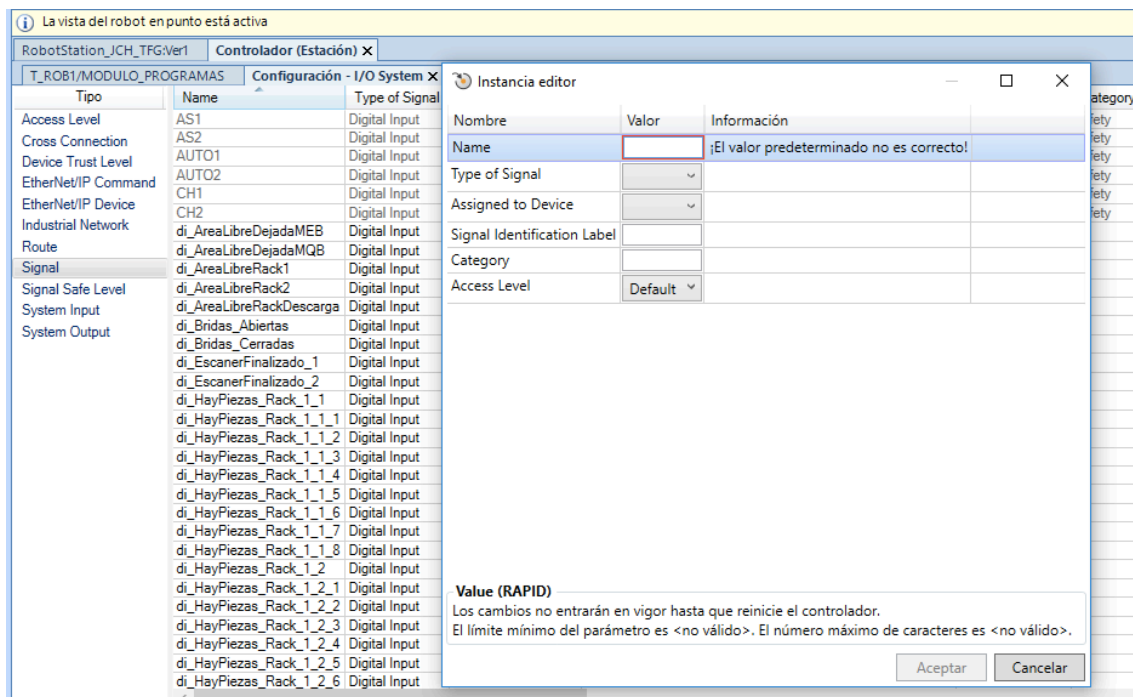 La vista del robot en punto está activa
RobotStation_JCH_TFG:Ver1 Controlador (Estación) X
T_ROB1/MODULO_PROGRAMAS Configuración - I/O System X
Tipo
Access Level
Cross Connection
Device Trust Level
EtherNet/IP Command
EtherNet/IP Device
Industrial Network
Route
Signal
Signal Safe Level
System Input
System Output
Name Type of Signal
AS1 Digital Input
AS2 Digital Input
AUTO1 Digital Input
AUTO2 Digital Input
CH1 Digital Input
CH2 Digital Input
di_AreaLibreDejadaMEB Digital Input
di_AreaLibreDejadaMQB Digital Input
di_AreaLibreRack1 Digital Input
di_AreaLibreRack2 Digital Input
di_AreaLibreRackDescarga Digital Input
di_Bridas_Abiertas Digital Input
di_Bridas_Cerradas Digital Input
di_EscanerFinalizado_1 Digital Input
di_EscanerFinalizado_2 Digital Input
di_HayPiezas_Rack_1_1 Digital Input
di_HayPiezas_Rack_1_1_1 Digital Input
di_HayPiezas_Rack_1_1_2 Digital Input
di_HayPiezas_Rack_1_1_3 Digital Input
di_HayPiezas_Rack_1_1_4 Digital Input
di_HayPiezas_Rack_1_1_5 Digital Input
di_HayPiezas_Rack_1_1_6 Digital Input
di_HayPiezas_Rack_1_1_7 Digital Input
di_HayPiezas_Rack_1_1_8 Digital Input
di_HayPiezas_Rack_1_2 Digital Input
di_HayPiezas_Rack_1_2_1 Digital Input
di_HayPiezas_Rack_1_2_2 Digital Input
di_HayPiezas_Rack_1_2_3 Digital Input
di_HayPiezas_Rack_1_2_4 Digital Input
di_HayPiezas_Rack_1_2_5 Digital Input
di_HayPiezas_Rack_1_2_6 Digital Input
Instancia editor
Nombre Valor Información
Name ¡El valor predeterminado no es correcto!
Type of Signal
Assigned to Device
Signal Identification Label
Category
Access Level Default
Value (RAPID)
Los cambios no entrarán en vigor hasta que reinicie el controlador.
El límite mínimo del parámetro es <no válido>. El número máximo de caracteres es <no válido>.
Aceptar Cancelar
ategory
fety
fety
fety
fety
fety
fety